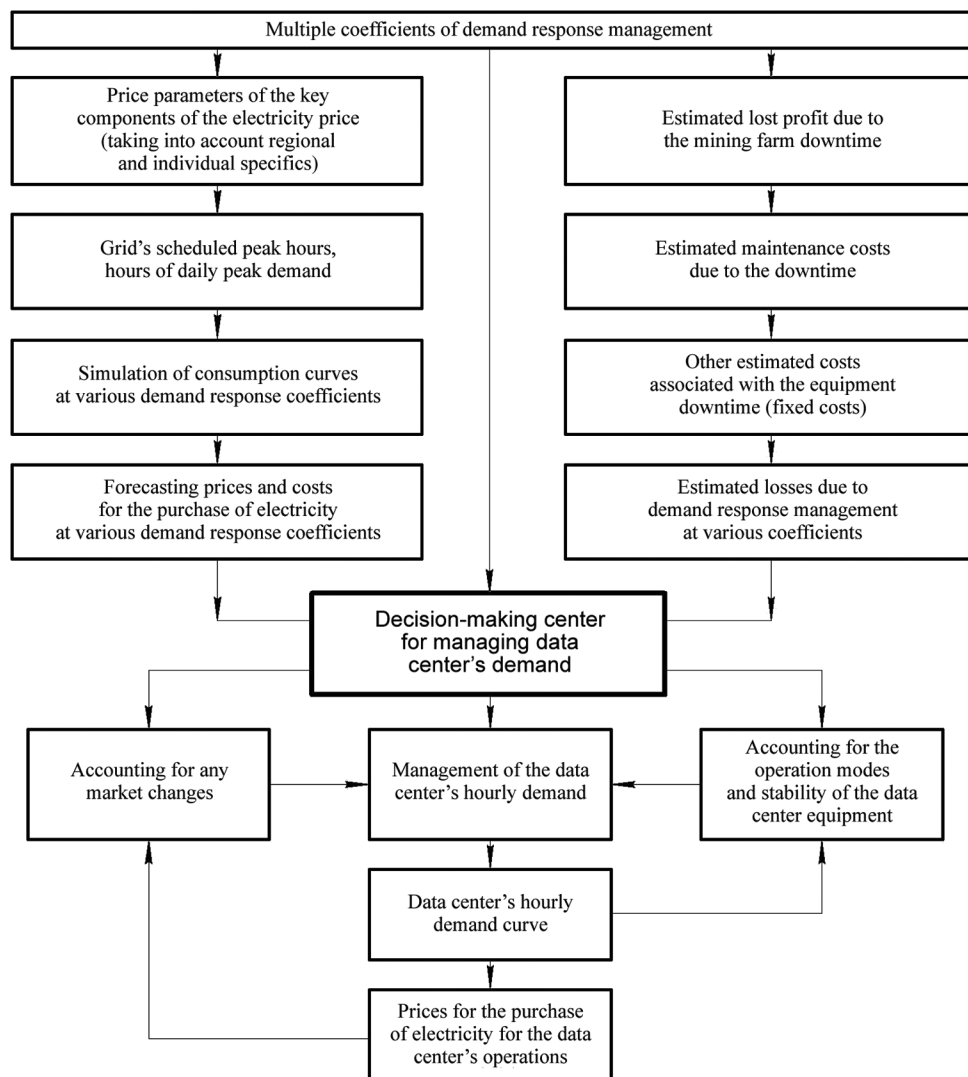 Multiple coefficients of demand response management
Price parameters of the key
components of the electricity price
(taking into account regional
and individual specifics)
Estimated lost profit due to
the mining farm downtime
Grid's scheduled peak hours,
hours of daily peak demand
Estimated maintenance costs
due to the downtime
Simulation of consumption curves
at various demand response coefficients
Other estimated costs
associated with the equipment
downtime (fixed costs)
Forecasting prices and costs
for the purchase of electricity
at various demand response coefficients
Estimated losses due to
demand response management
at various coefficients
Decision-making center
for managing data
center's demand
Accounting for any
market changes
Management of the data
center's hourly demand
Accounting for the
operation modes
and stability of the data
center equipment
Data center's hourly
demand curve
Prices for the purchase
of electricity for the data
center's operations